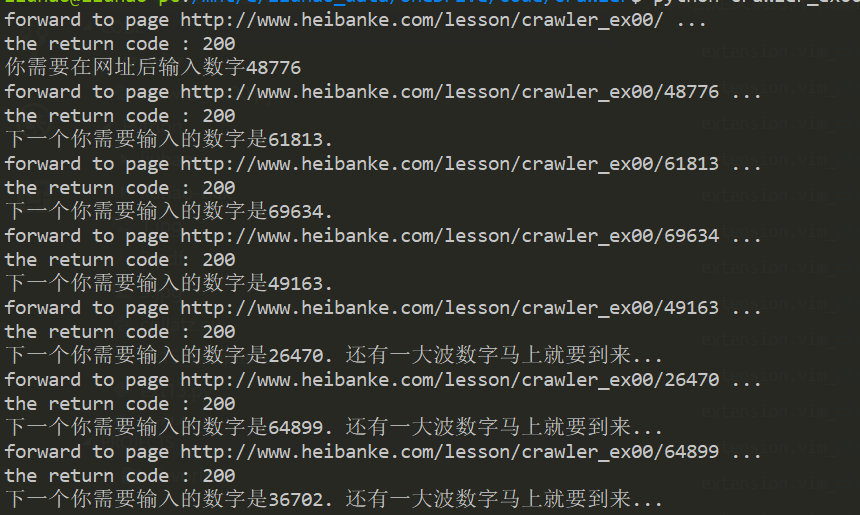 forward to page http://www.heibanke.com/lesson/crawler_ex00/ ...
the return code : 200
你需要在网址后输入数字48776
forward to page http://www.heibanke.com/lesson/crawler_ex00/48776 ...
the return code : 200
下一个你需要输入的数字是61813.
forward to page http://www.heibanke.com/lesson/crawler_ex00/61813 ...
the return code : 200
下一个你需要输入的数字是69634.
forward to page http://www.heibanke.com/lesson/crawler_ex00/69634 ...
the return code : 200
下一个你需要输入的数字是49163.
forward to page http://www.heibanke.com/lesson/crawler_ex00/49163 ...
the return code : 200
下一个你需要输入的数字是26470. 还有一大波数字马上就要到来...
forward to page http://www.heibanke.com/lesson/crawler_ex00/26470 ...
the return code : 200
下一个你需要输入的数字是64899. 还有一大波数字马上就要到来...
forward to page http://www.heibanke.com/lesson/crawler_ex00/64899 ...
the return code : 200
下一个你需要输入的数字是36702. 还有一大波数字马上就要到来...